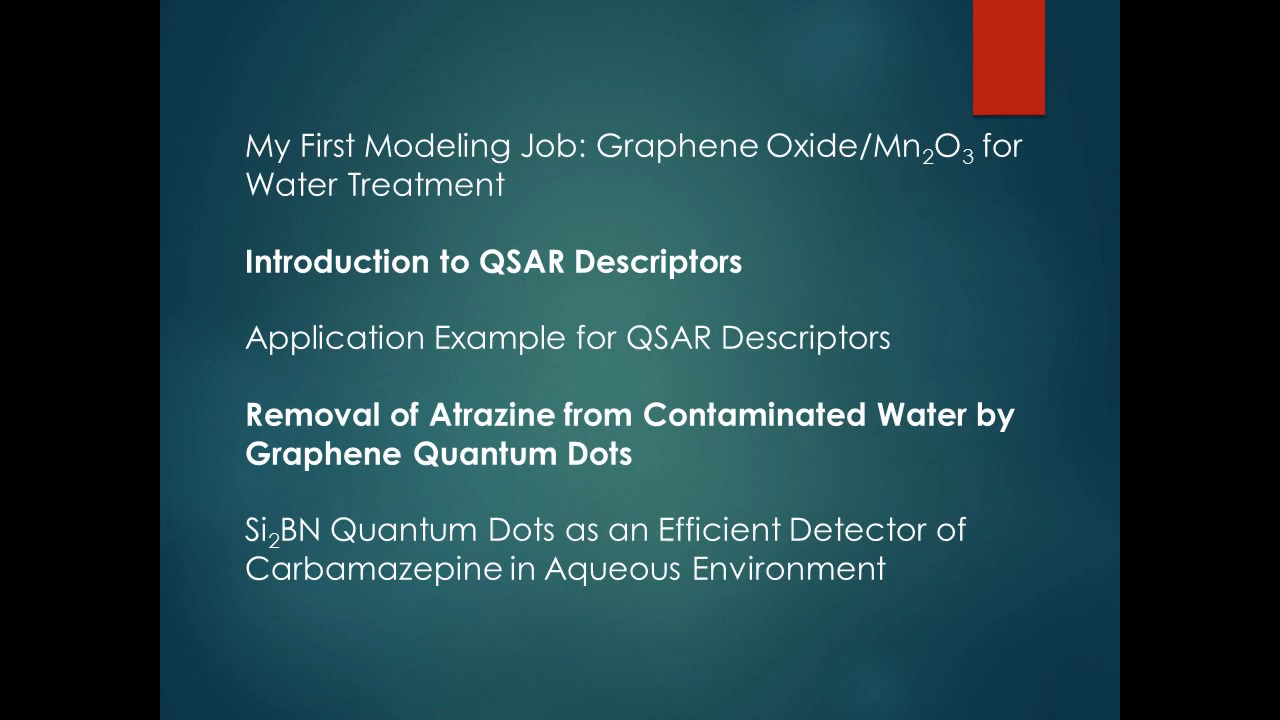 My First Modeling Job: Graphene Oxide/Mn₂O₃ for
Water Treatment
Introduction to QSAR Descriptors
Application Example for QSAR Descriptors
Removal of Atrazine from Contaminated Water by
Graphene Quantum Dots
Si₂BN Quantum Dots as an Efficient Detector of
Carbamazepine in Aqueous Environment